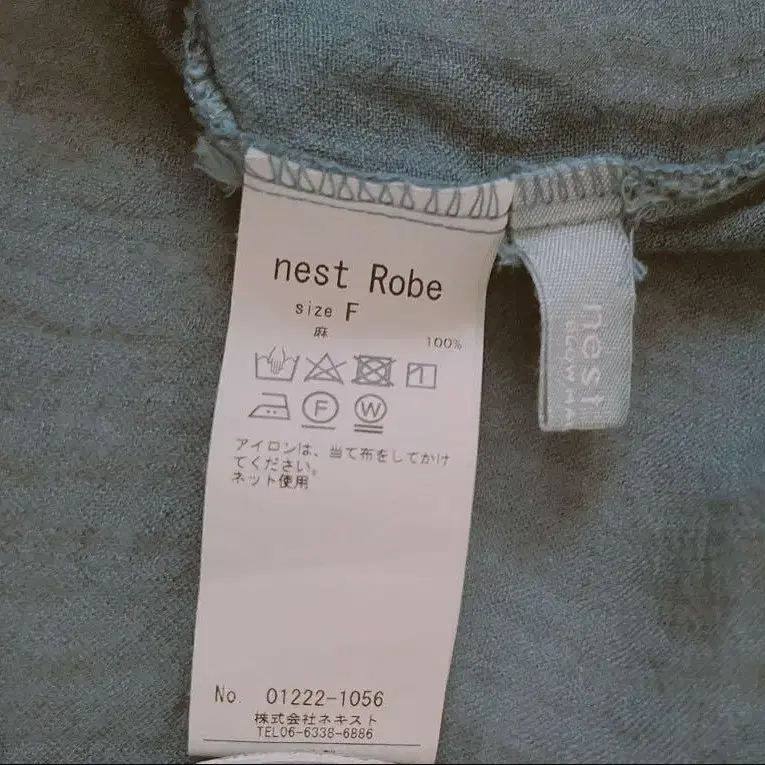 nest Robe
size F
麻
100%
F W
アイロンは、当て布をしてかけ
てください。
ネット使用
No. 01222-1056
株式会社ネキスト
TEL06-6338-6886
nest